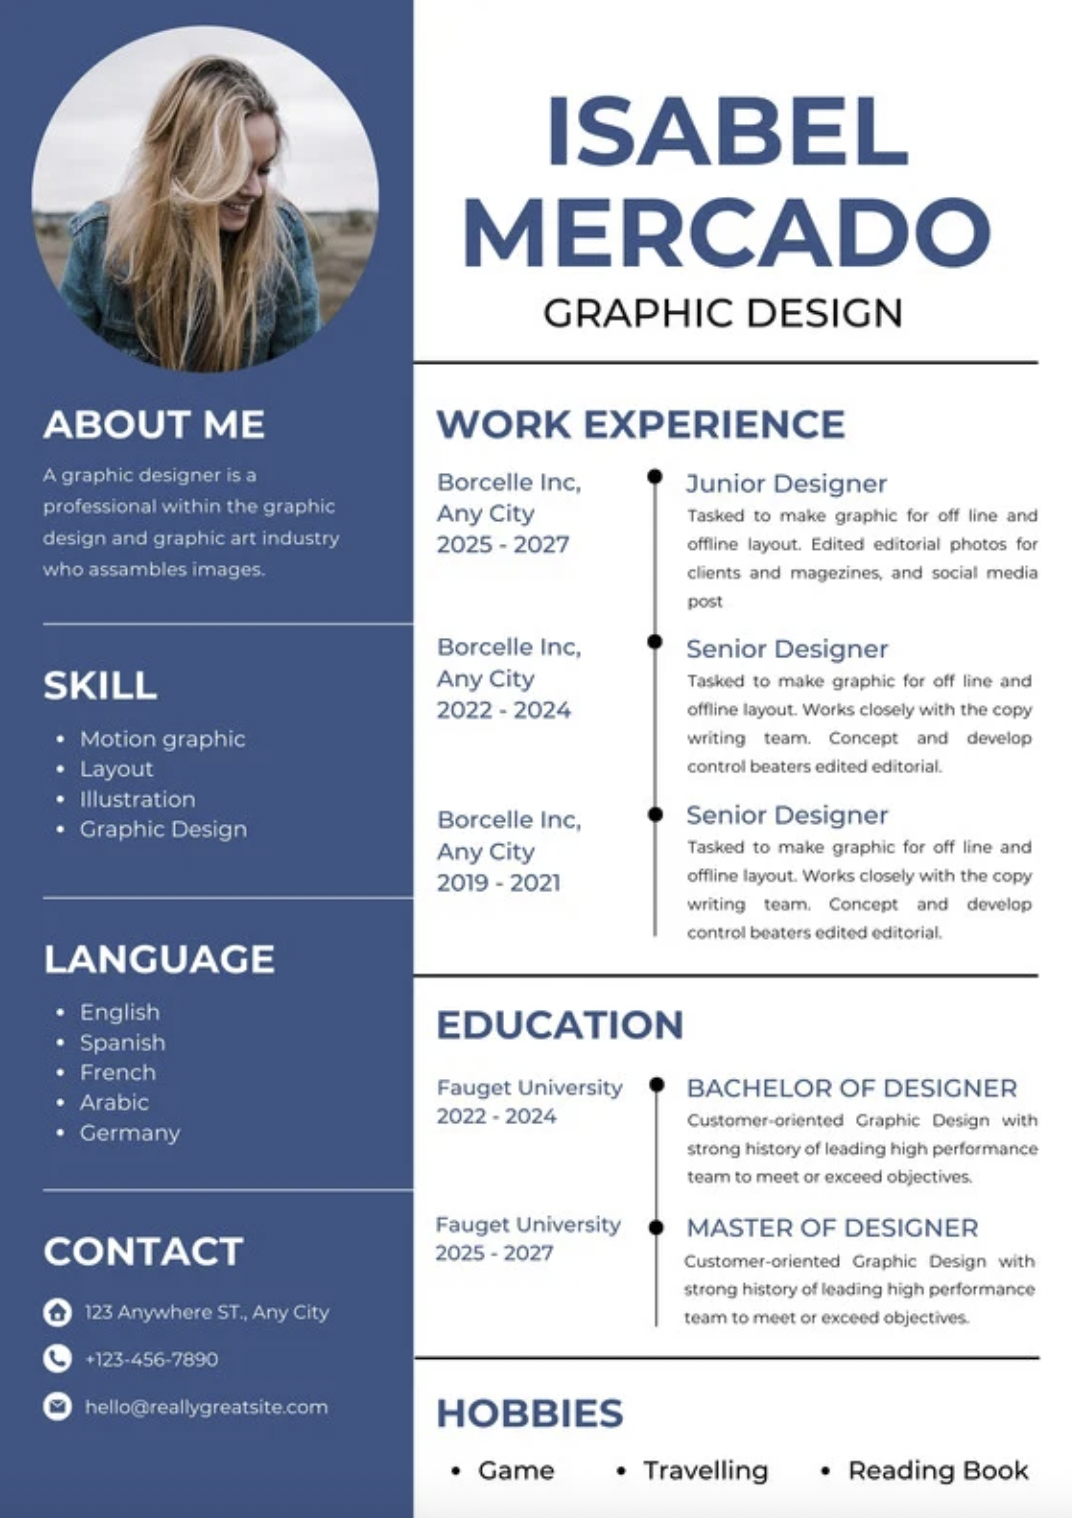 ISABEL
MERCADO
GRAPHIC DESIGN
ABOUT ME
A graphic designer is a
professional within the graphic
design and graphic art industry
who assambles images.
SKILL
• Motion graphic
• Layout
• Illustration
• Graphic Design
LANGUAGE
• English
• Spanish
• French
• Arabic
• Germany
CONTACT
123 Anywhere ST., Any City
+123-456-7890
hello@reallygreatsite.com
WORK EXPERIENCE
Borcelle Inc,
Any City
2025 - 2027
Junior Designer
Tasked to make graphic for off line and
offline layout. Edited editorial photos for
clients and magezines, and social media
post
Borcelle Inc,
Any City
2022 - 2024
Senior Designer
Tasked to make graphic for off line and
offline layout. Works closely with the copy
writing team. Concept and develop
control beaters edited editorial.
Borcelle Inc,
Any City
2019 - 2021
Senior Designer
Tasked to make graphic for off line and
offline layout. Works closely with the copy
writing team. Concept and develop
control beaters edited editorial.
EDUCATION
Fauget University
2022 - 2024
BACHELOR OF DESIGNER
Customer-oriented Graphic Design with
strong history of leading high performance
team to meet or exceed objectives.
Fauget University
2025 - 2027
MASTER OF DESIGNER
Customer-oriented Graphic Design with
strong history of leading high performance
team to meet or exceed objectives.
HOBBIES
• Game • Travelling • Reading Book